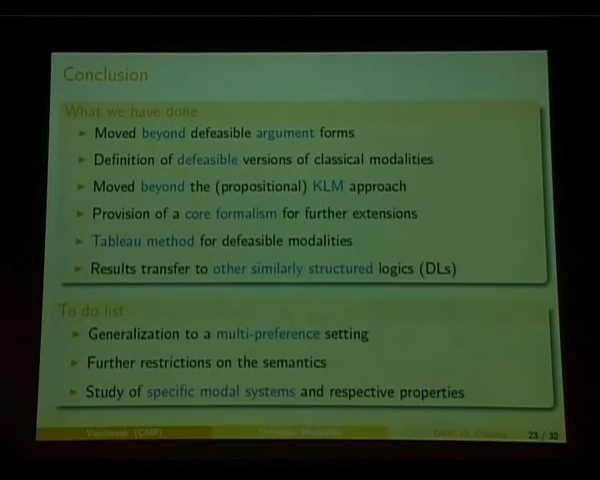 Conclusion
What we have done
Moved beyond defeasible argument forms
Definition of defeasible versions of classical modalities
Moved beyond the (propositional) KLM approach
Provision of a core formalism for further extensions
Tableau method for defeasible modalities
Results transfer to other similarly structured logics (DLs)
To do list
Generalization to a multi-preference setting
Further restrictions on the semantics
Study of specific modal systems and respective properties
(CAIR)
23 / 32